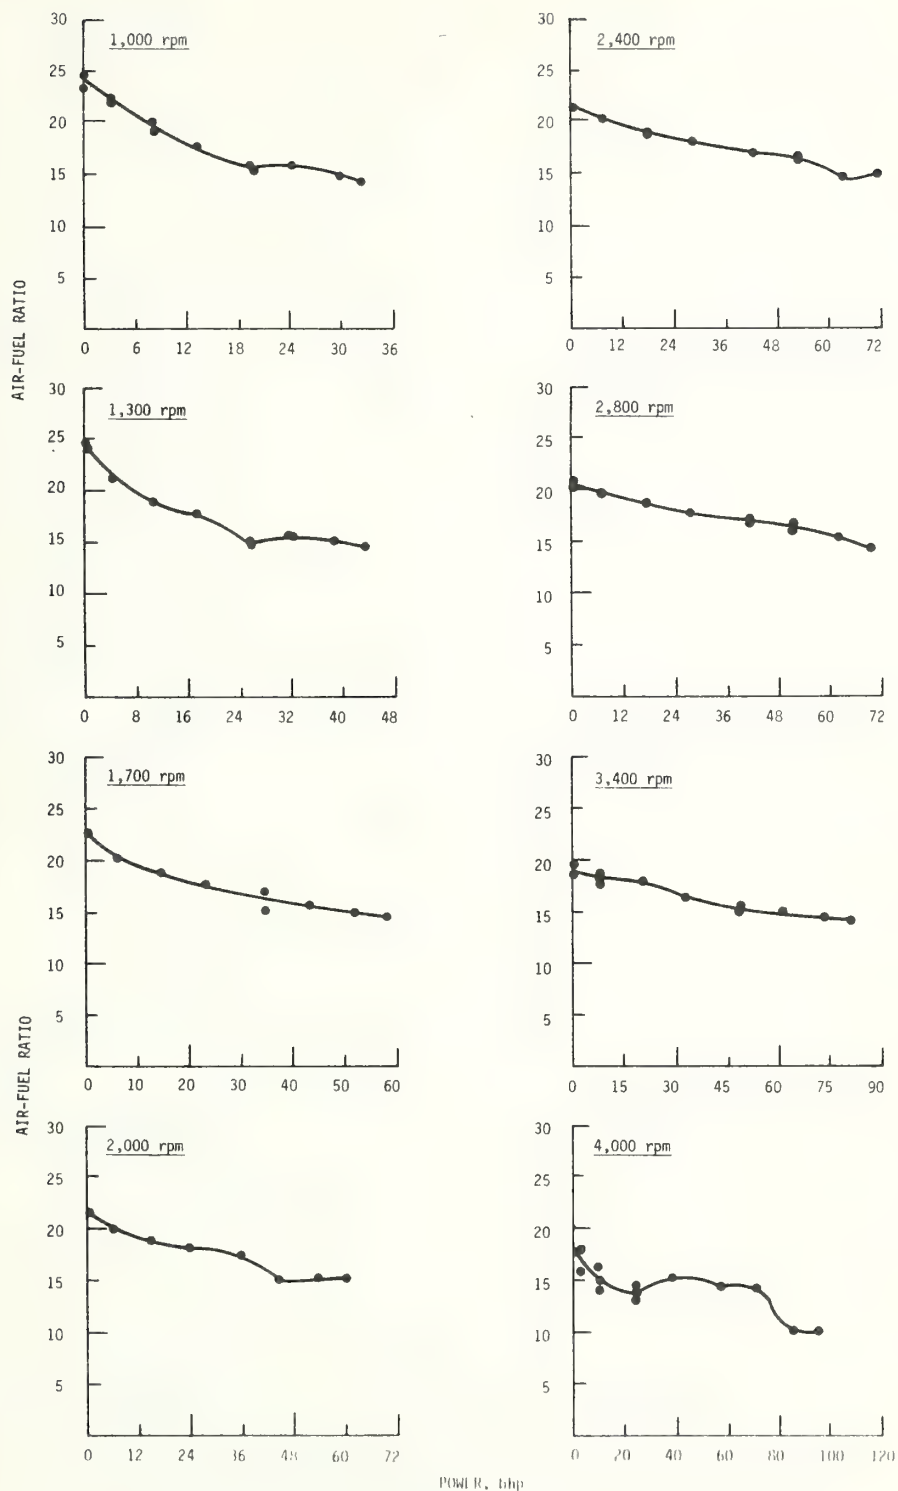 AIR-FUEL RATIO
1,000 rpm
30
25
20
15
10
5
0 6 12 18 24 30 36
2,400 rpm
30
25
20
15
10
5
0 12 24 36 48 60 72
1,300 rpm
30
25
20
15
10
5
0 8 16 24 32 40 48
2,800 rpm
30
25
20
15
10
5
0 12 24 36 48 60 72
AIR-FUEL RATIO
1,700 rpm
30
25
20
15
10
5
0 10 20 30 40 50 60
3,400 rpm
30
25
20
15
10
5
0 15 30 45 60 75 90
2,000 rpm
30
25
20
15
10
5
0 12 24 36 48 60 72
4,000 rpm
30
25
20
15
10
5
0 20 40 60 80 100 120
POWER, bhp